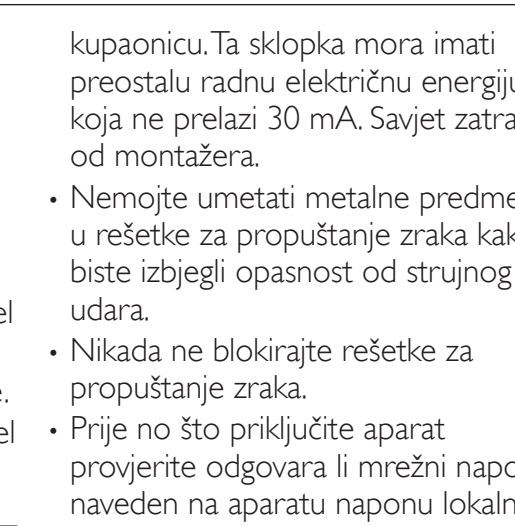 kupaonicu. Ta sklopka mora imati
preostalu radnu električnu energiju
koja ne prelazi 30 mA. Savjet zatra
od montažera.
• Nemojte umetati metalne predme
u rešetke za propuštanje zraka kak
biste izbjegli opasnost od strujnog
udara.
• Nikada ne blokirajte rešetke za
propuštanje zraka.
• Prije no što priključite aparat
provjerite odgovara li mrežni napo
naveden na aparatu naponu lokaln
el
e.
el